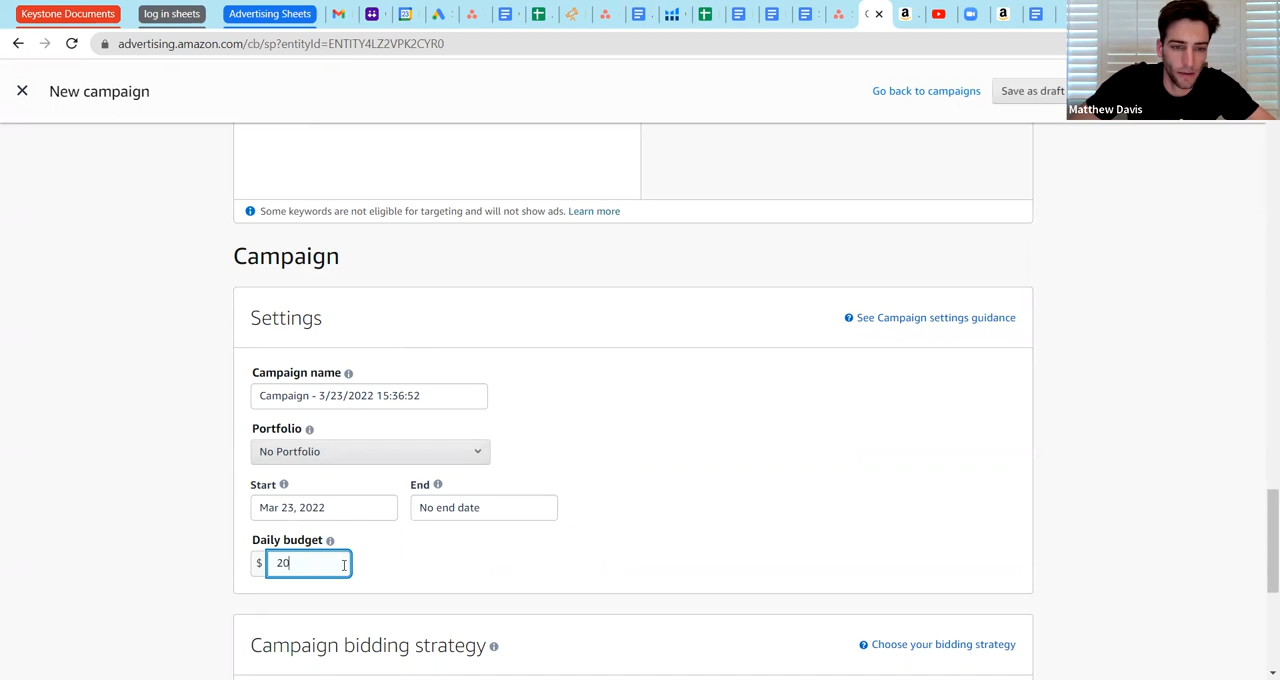 Keystone Documents
log in sheets
Advertising Sheets
advertising.amazon.com/cb/sp?entityId=ENTITY4LZ2VPK2CYR0
New campaign
Go back to campaigns
Save as draft
Matthew Davis
Some keywords are not eligible for targeting and will not show ads. Learn more
Campaign
Settings
See Campaign settings guidance
Campaign name
Campaign - 3/23/2022 15:36:52
Portfolio
No Portfolio
Start
End
Mar 23, 2022
No end date
Daily budget
$ 20
Campaign bidding strategy
Choose your bidding strategy